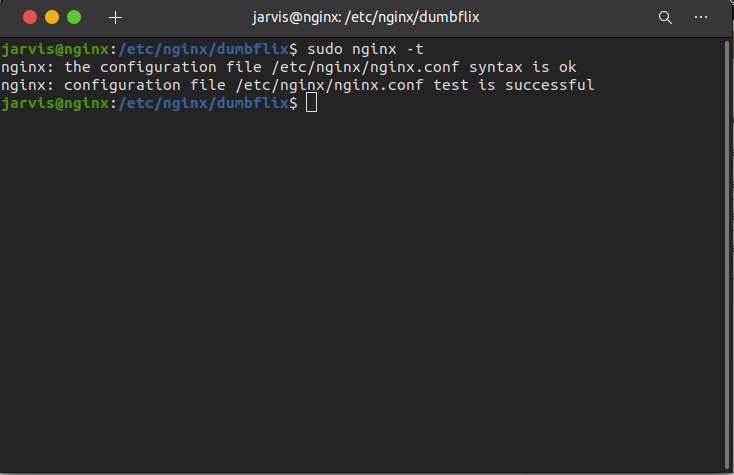 jarvis@nginx: /etc/nginx/dumbflix
jarvis@nginx:/etc/nginx/dumbflix$ sudo nginx -t
nginx: the configuration file /etc/nginx/nginx.conf syntax is ok
nginx: configuration file /etc/nginx/nginx.conf test is successful
jarvis@nginx:/etc/nginx/dumbflix$